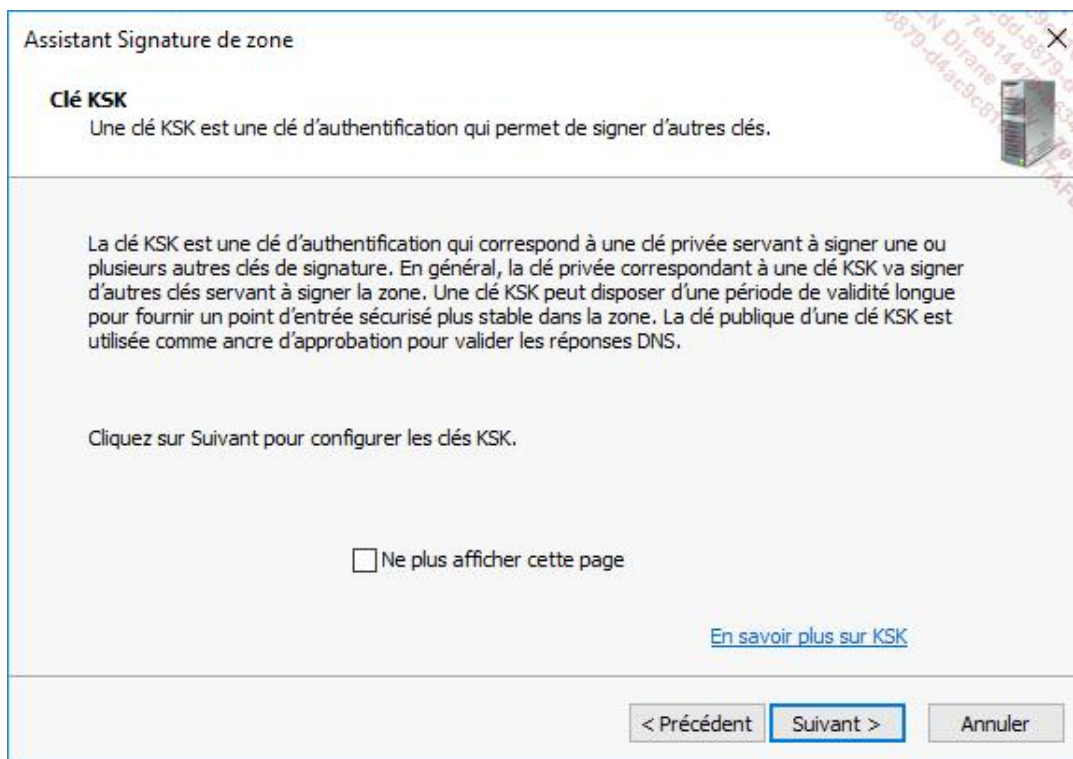 Assistant Signature de zone
Clé KSK
Une clé KSK est une clé d'authentification qui permet de signer d'autres clés.
La clé KSK est une clé d'authentification qui correspond à une clé privée servant à signer une ou
plusieurs autres clés de signature. En général, la clé privée correspondant à une clé KSK va signer
d'autres clés servant à signer la zone. Une clé KSK peut disposer d'une période de validité longue
pour fournir un point d'entrée sécurisé plus stable dans la zone. La clé publique d'une clé KSK est
utilisée comme ancre d'approbation pour valider les réponses DNS.
Cliquez sur Suivant pour configurer les clés KSK.
Ne plus afficher cette page
En savoir plus sur KSK
< Précédent Suivant > Annuler